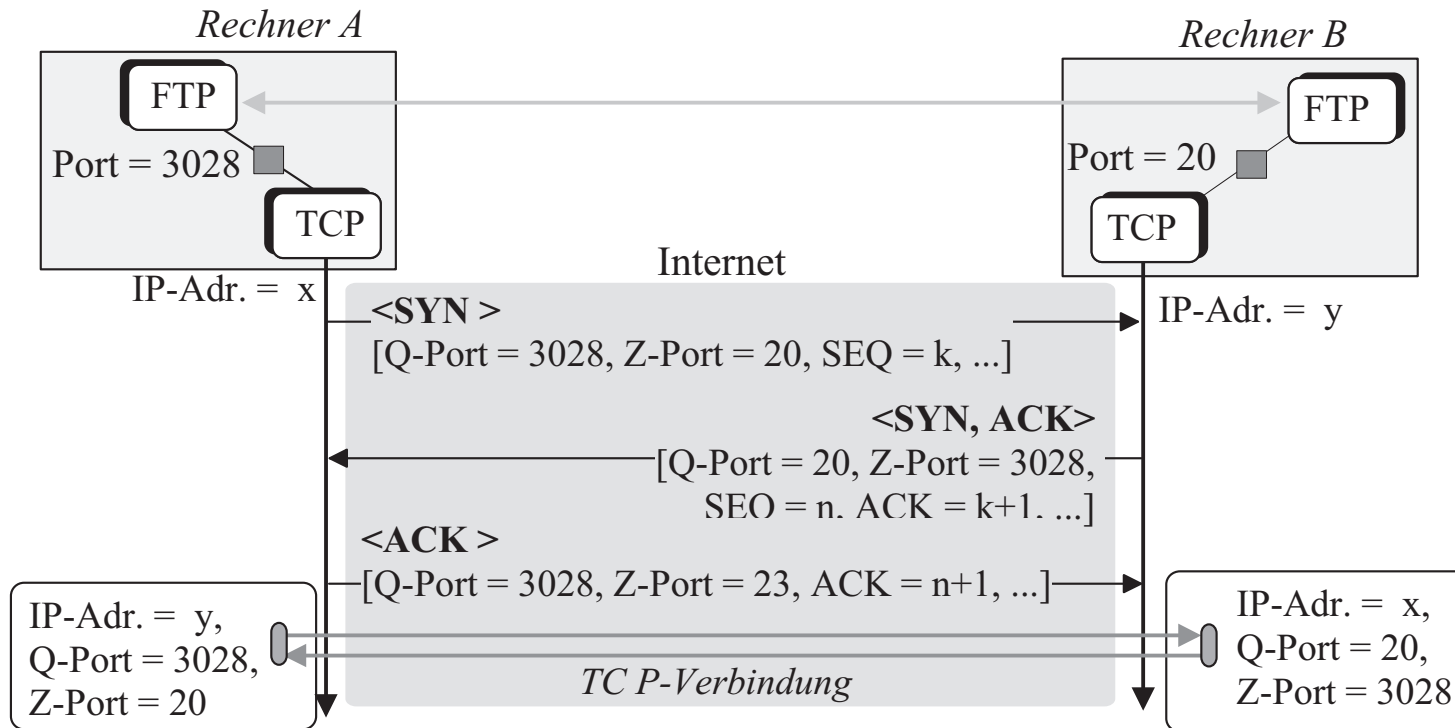 Rechner A
Rechner B
FTP
FTP
Port = 3028
Port = 20
TCP
TCP
Internet
IP-Adr. = x
IP-Adr. = y
<SYN >
[Q-Port = 3028, Z-Port = 20, SEQ = k, ...]
<SYN, ACK>
[Q-Port = 20, Z-Port = 3028,
SEQ = n, ACK = k+1, ...]
<ACK >
[Q-Port = 3028, Z-Port = 23, ACK = n+1, ...]
IP-Adr. = y,
Q-Port = 3028,
Z-Port = 20
IP-Adr. = x,
Q-Port = 20,
Z-Port = 3028
TC P-Verbindung